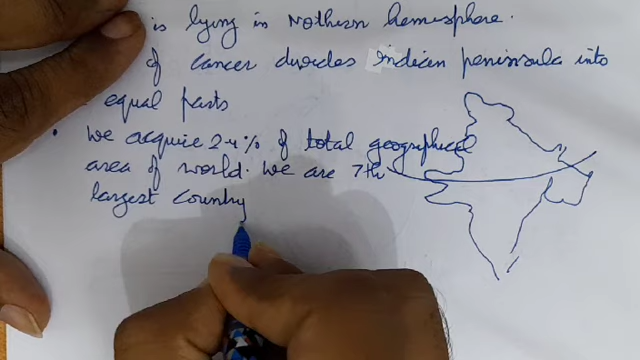 is lying in Nothern hemisphere.
of cancer divides indian peninsula into
equal parts
• We acquire 2.4% of total geographical
area of world. We are 7th
largest country